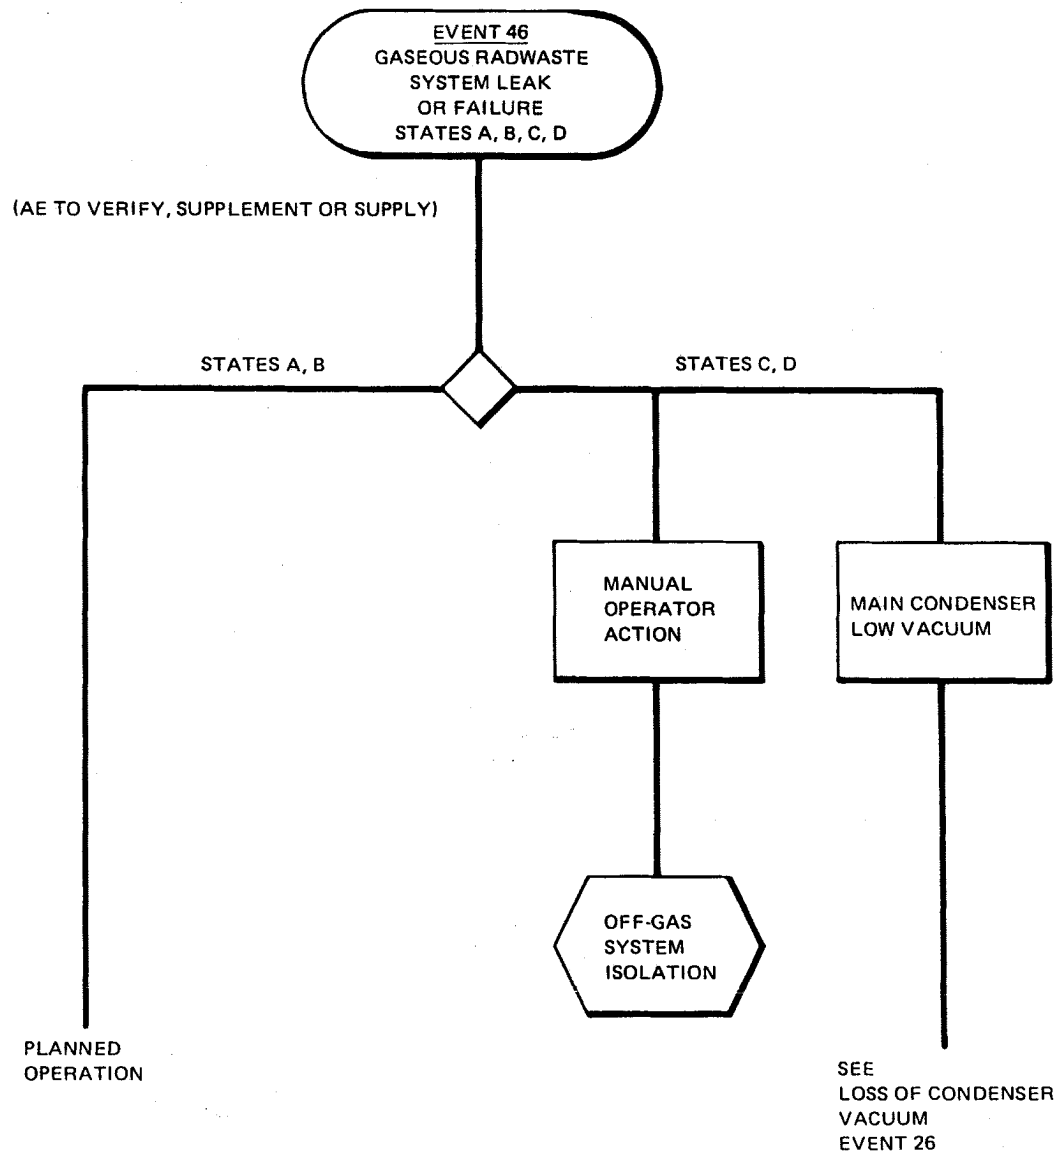 EVENT 46
GASEOUS RADWASTE
SYSTEM LEAK
OR FAILURE
STATES A, B, C, D
(AE TO VERIFY, SUPPLEMENT OR SUPPLY)
STATES A, B
STATES C, D
MANUAL
OPERATOR
ACTION
MAIN CONDENSER
LOW VACUUM
OFF-GAS
SYSTEM
ISOLATION
PLANNED
OPERATION
SEE
LOSS OF CONDENSER
VACUUM
EVENT 26